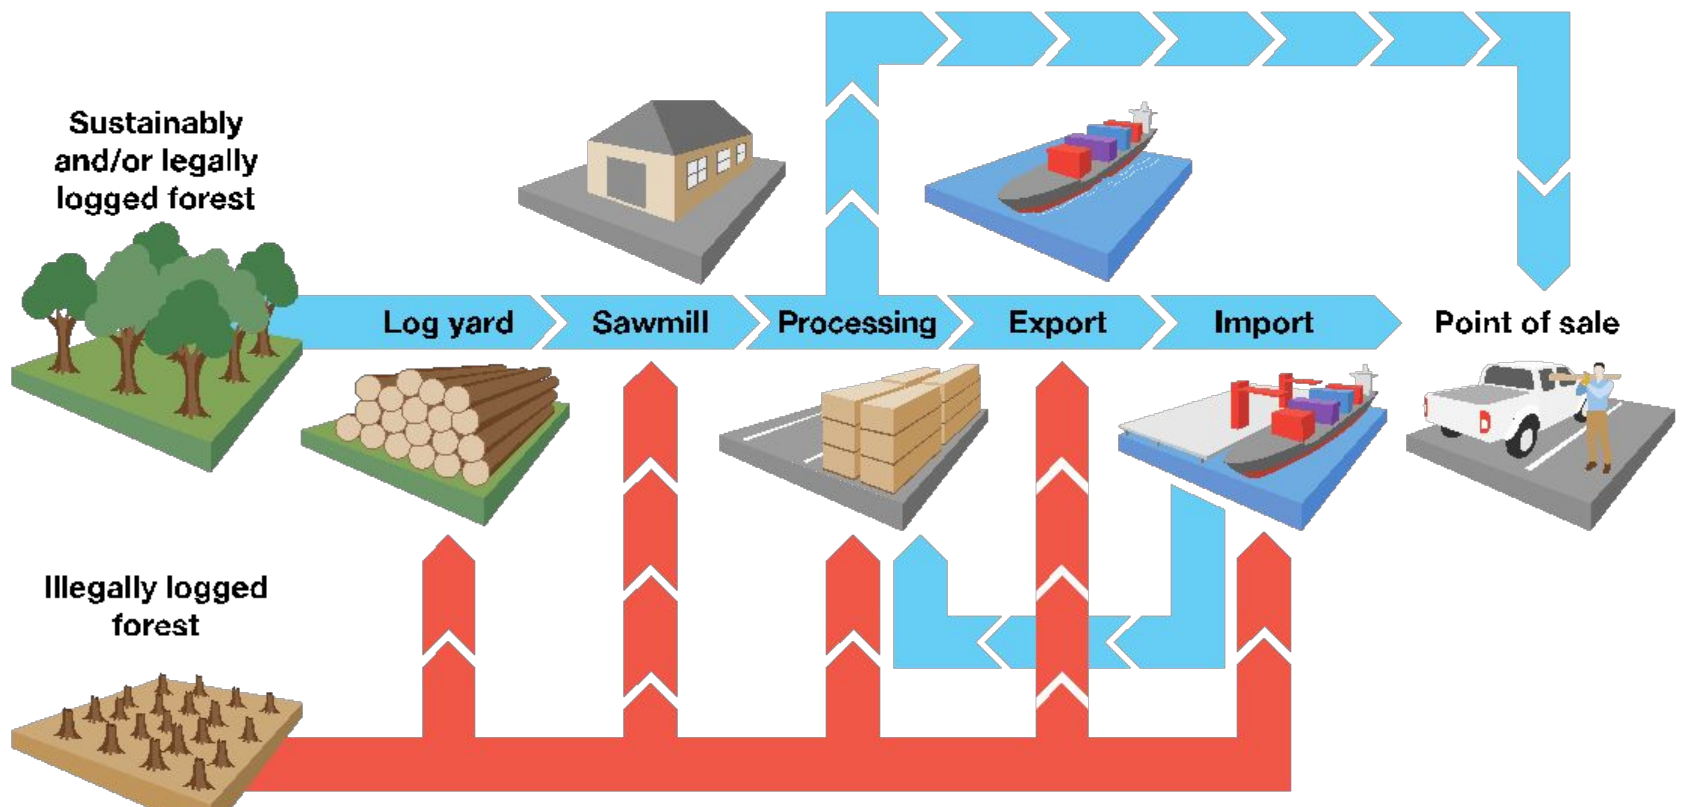 Sustainably
and/or legally
logged forest
Log yard
Sawmill
Processing
Export
Import
Point of sale
Illegally logged
forest